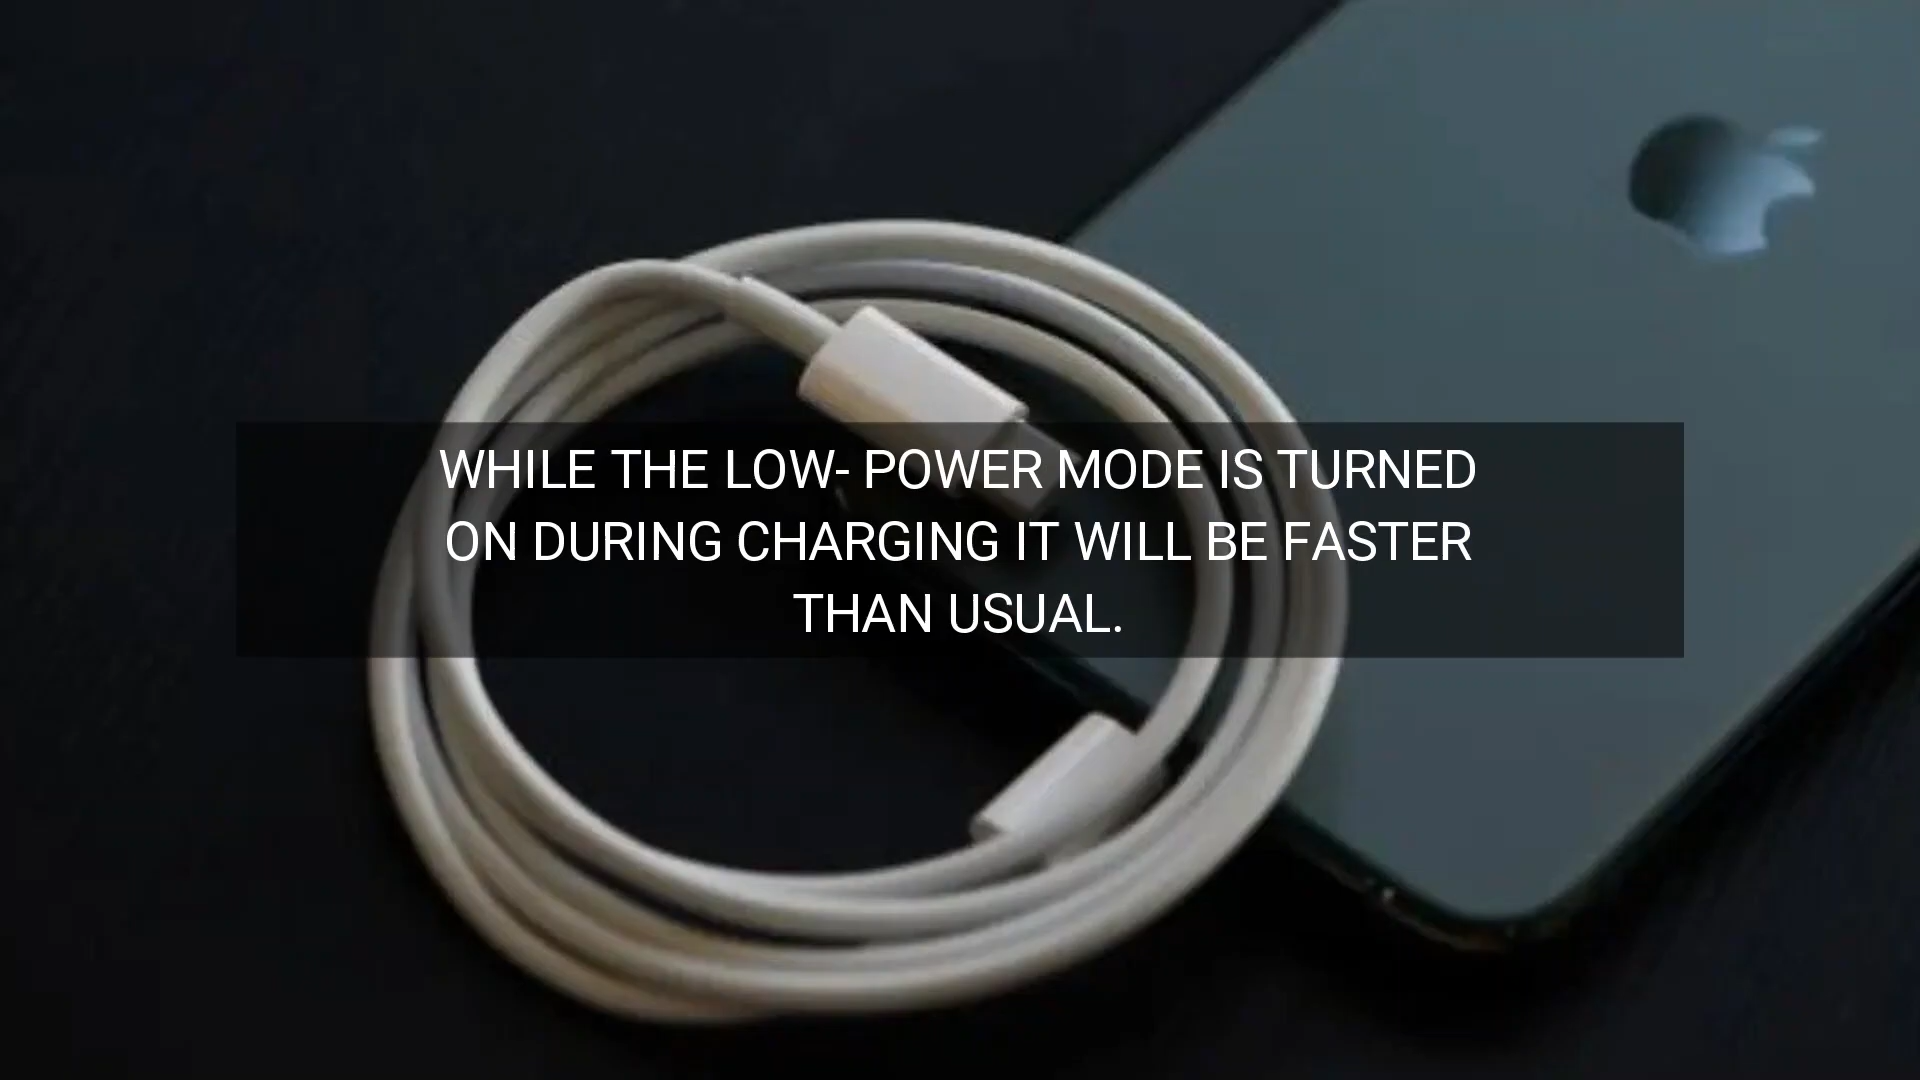 WHILE THE LOW- POWER MODE IS TURNED
ON DURING CHARGING IT WILL BE FASTER
THAN USUAL.